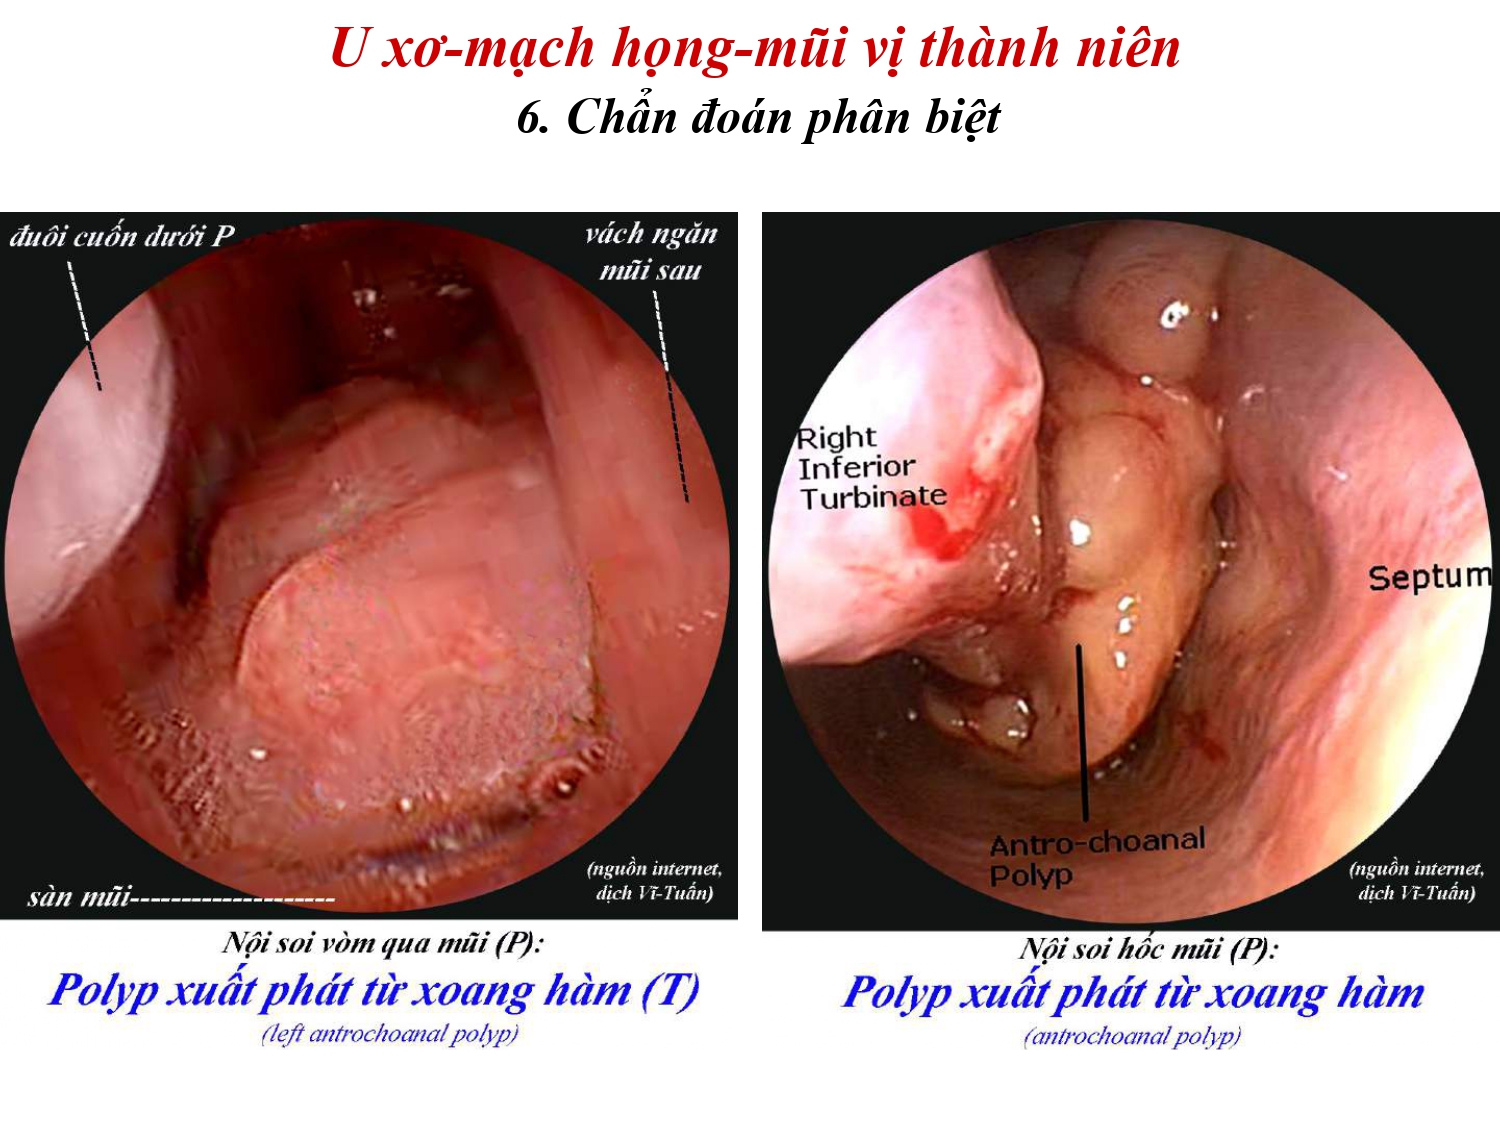 U xơ-mạch họng-mũi vị thành niên
6. Chẩn đoán phân biệt
đuôi cuốn dưới P
vách ngăn
mũi sau
sàn mũi--------------------
(nguồn internet,
dịch Vĩ-Tuấn)
Nội soi vòm qua mũi (P):
Polyp xuất phát từ xoang hàm (T)
(left antrochoanal polyp)
Right
Inferior
Turbinate
Septum
Antro-choanal
Polyp
(nguồn internet,
dịch Vĩ-Tuấn)
Nội soi hốc mũi (P):
Polyp xuất phát từ xoang hàm
(antrochoanal polyp)